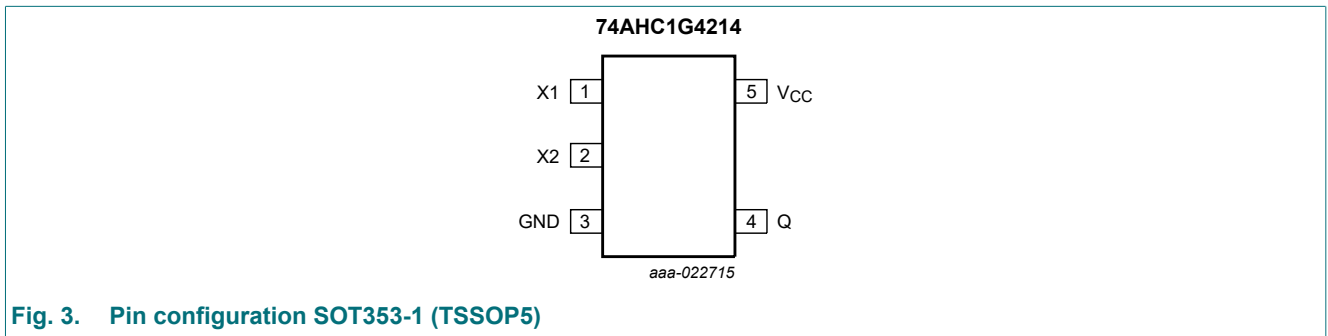 74AHC1G4214
X1 1 5 VCC
X2 2
GND 3 4 Q
aaa-022715
Fig. 3. Pin configuration SOT353-1 (TSSOP5)